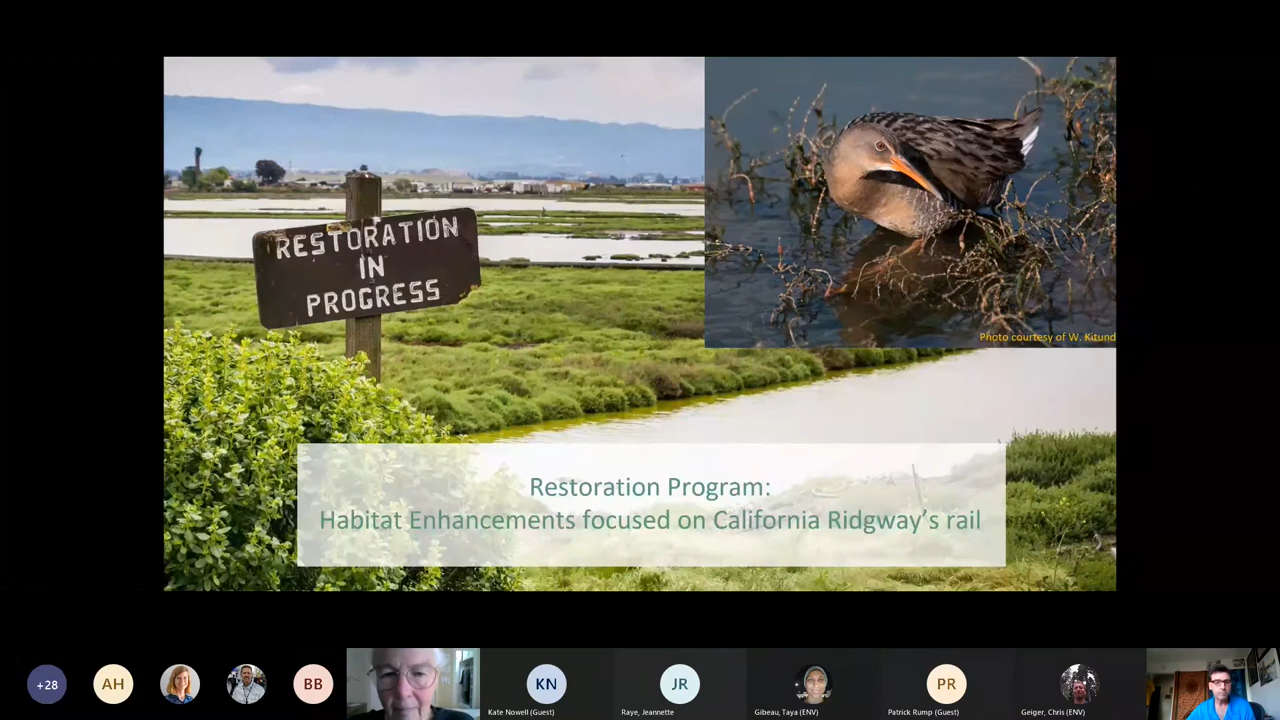 RESTORATION
IN
PROGRESS
Photo courtesy of W. Kitund
Restoration Program:
Habitat Enhancements focused on California Ridgway's rail
+28
AH
BB
KN
JR
PR
Kate Nowell (Guest)
Raye, Jeannette
Gibeau, Taya (ENV)
Patrick Rump (Guest)
Geiger, Chris (ENV)